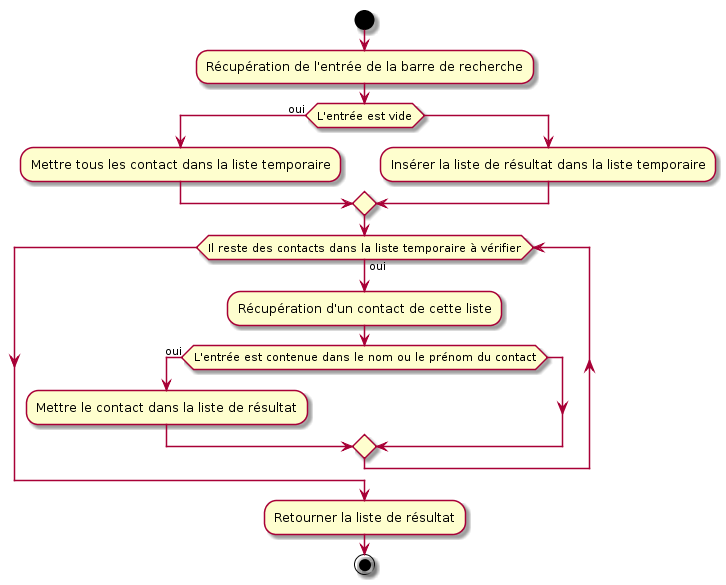 Récupération de l'entrée de la barre de recherche
oui
L'entrée est vide
Mettre tous les contact dans la liste temporaire
Insérer la liste de résultat dans la liste temporaire
Il reste des contacts dans la liste temporaire à vérifier
oui
Récupération d'un contact de cette liste
oui
L'entrée est contenue dans le nom ou le prénom du contact
Mettre le contact dans la liste de résultat
Retourner la liste de résultat